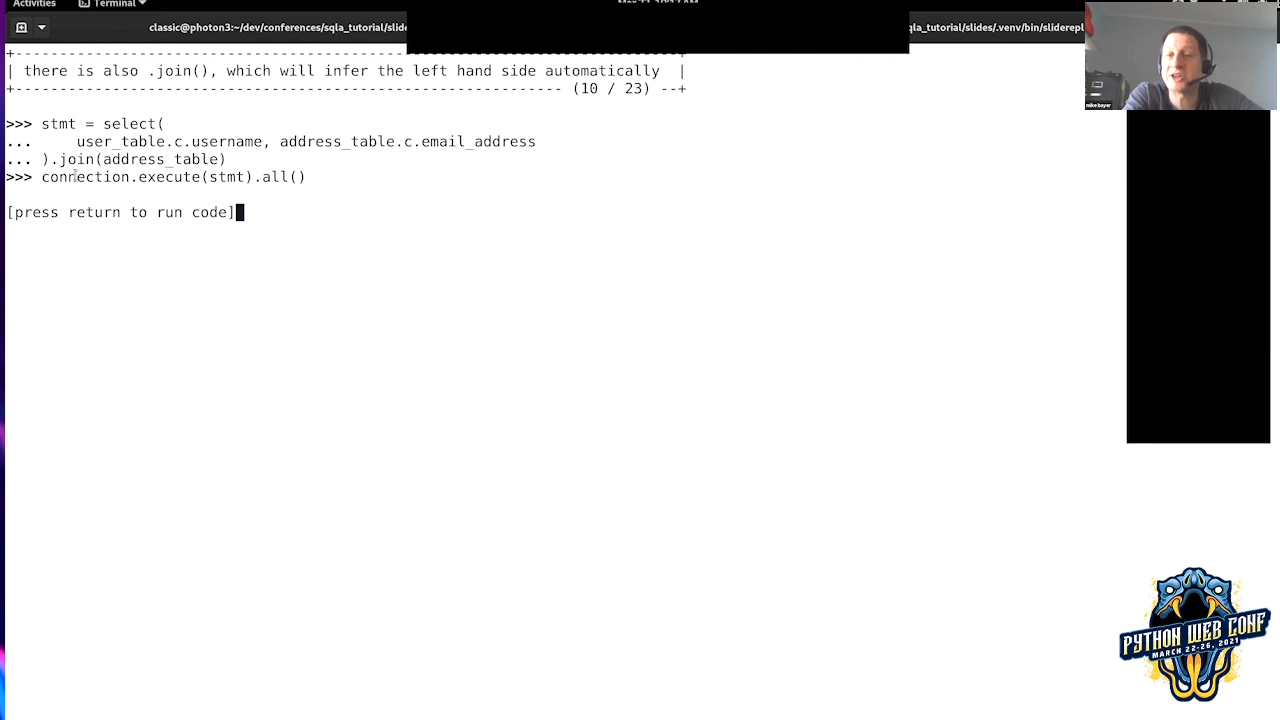 Activities
Terminal
classic@photon3:~/dev/conferences/sqla_tutorial/slide
qla_tutorial/slides/.venv/bin/sliderepl
mike bayer
+---------------------------------------------------------------------------+
| there is also .join(), which will infer the left hand side automatically  |
+-------------------------------------------------------------- (10 / 23) --+
>>> stmt = select(
...     user_table.c.username, address_table.c.email_address
... ).join(address_table)
>>> connection.execute(stmt).all()
[press return to run code]
PYTHON WEB CONF
MARCH 22-26, 2021